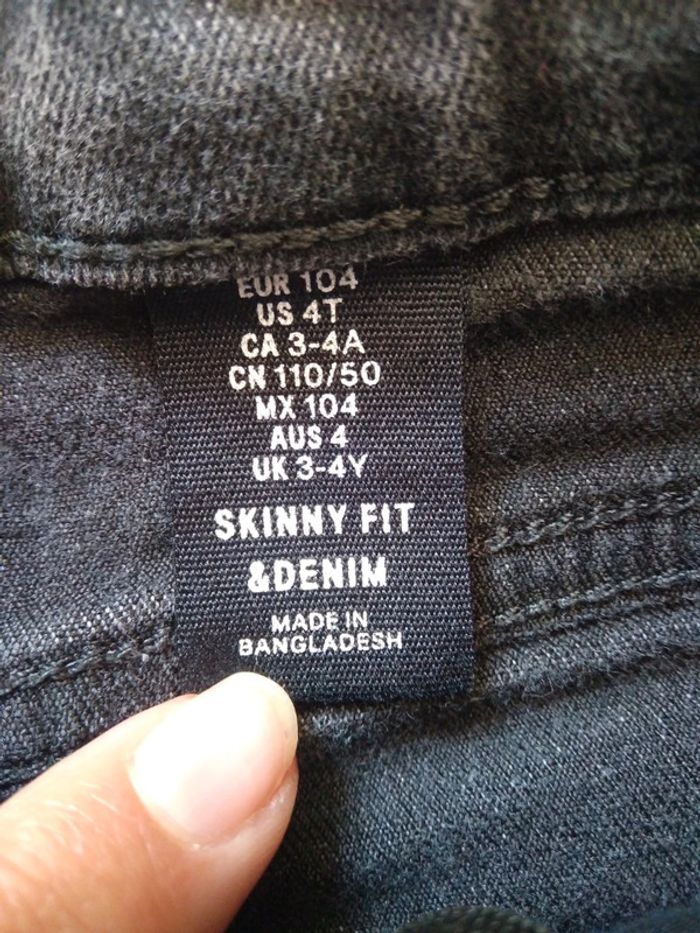 EUR 104
US 4T
CA 3-4A
CN 110/50
MX 104
AUS 4
UK 3-4Y
SKINNY FIT
&DENIM
MADE IN
BANGLADESH